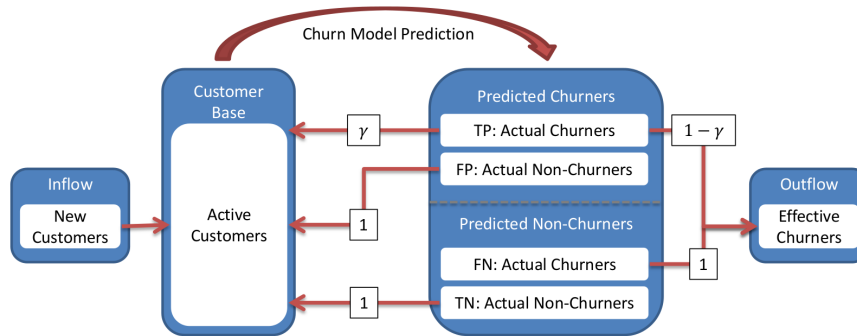 Churn Model Prediction
Customer
Base
Predicted Churners
γ
TP: Actual Churners
1 − γ
FP: Actual Non-Churners
Inflow
New
Customers
Active
Customers
1
Predicted Non-Churners
Outflow
Effective
Churners
FN: Actual Churners
1
1
TN: Actual Non-Churners